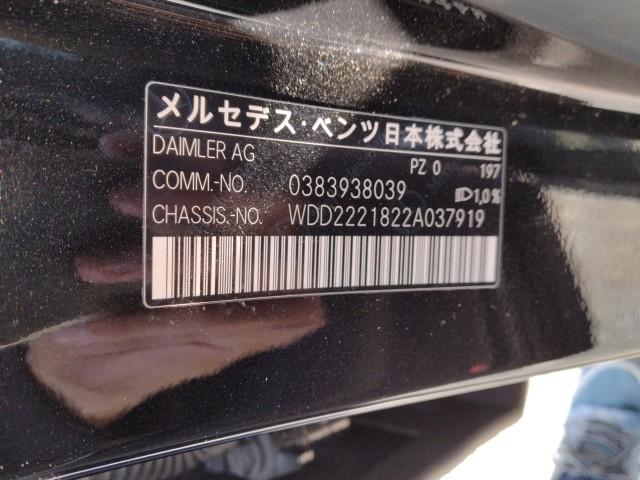 メルセデス・ベンツ日本株式会社
DAIMLER AG PZ 0 197
COMM.-NO. 0383938039 1,0%
CHASSIS.-NO. WDD2221822A037919